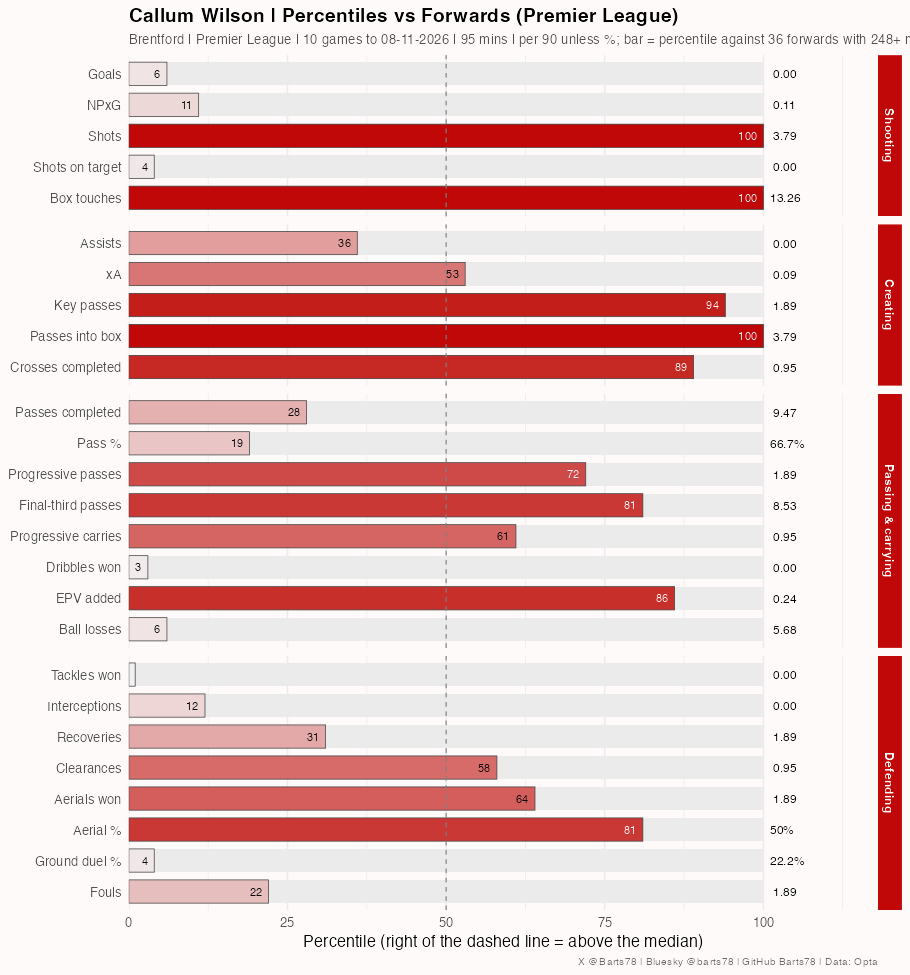 Callum Wilson | Percentiles vs Forwards (Premier League)
Brentford | Premier League | 10 games to 08-11-2026 | 95 mins | per 90 unless %; bar = percentile against 36 forwards with 248+
Goals 6 0.00
NPxG 11 0.11
Shots 100 3.79
Shots on target 4 0.00
Box touches 100 13.26
Shooting
Assists 36 0.00
xA 53 0.09
Key passes 94 1.89
Passes into box 100 3.79
Crosses completed 89 0.95
Creating
Passes completed 28 9.47
Pass % 19 66.7%
Progressive passes 72 1.89
Final-third passes 81 8.53
Progressive carries 61 0.95
Dribbles won 3 0.00
EPV added 86 0.24
Ball losses 6 5.68
Passing & carrying
Tackles won 0.00
Interceptions 12 0.00
Recoveries 31 1.89
Clearances 58 0.95
Aerials won 64 1.89
Aerial % 81 50%
Ground duel % 4 22.2%
Fouls 22 1.89
Defending
0 25 50 75 100
Percentile (right of the dashed line = above the median)
X @Barts78 | Bluesky @barts78 | GitHub Barts78 | Data: Opta